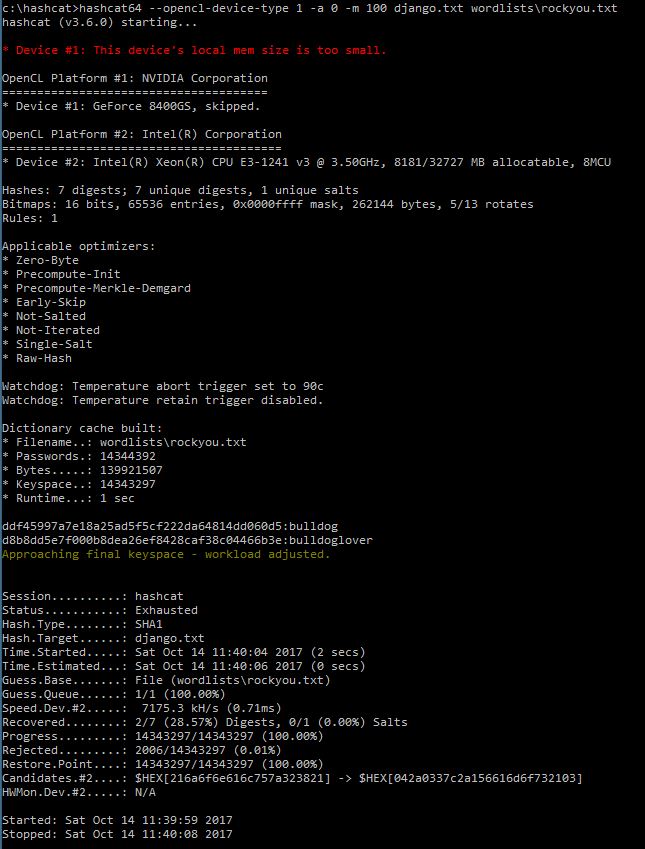 c:\hashcat>hashcat64 --opencl-device-type 1 -a 0 -m 100 django.txt wordlists\rockyou.txt
hashcat (v3.6.0) starting...
* Device #1: This device's local mem size is too small.
OpenCL Platform #1: NVIDIA Corporation
======================================
* Device #1: GeForce 8400GS, skipped.
OpenCL Platform #2: Intel(R) Corporation
========================================
* Device #2: Intel(R) Xeon(R) CPU E3-1241 v3 @ 3.50GHz, 8181/32727 MB allocatable, 8MCU
Hashes: 7 digests; 7 unique digests, 1 unique salts
Bitmaps: 16 bits, 65536 entries, 0x0000ffff mask, 262144 bytes, 5/13 rotates
Rules: 1
Applicable optimizers:
* Zero-Byte
* Precompute-Init
* Precompute-Merkle-Demgard
* Early-Skip
* Not-Salted
* Not-Iterated
* Single-Salt
* Raw-Hash
Watchdog: Temperature abort trigger set to 90c
Watchdog: Temperature retain trigger disabled.
Dictionary cache built:
* Filename..: wordlists\rockyou.txt
* Passwords.: 14344392
* Bytes.....: 139921507
* Keyspace..: 14343297
* Runtime...: 1 sec
ddf45997a7e18a25ad5f5cf222da64814dd060d5:bulldog
d8b8dd5e7f000b8dea26ef8428caf38c04466b3e:bulldoglover
Approaching final keyspace - workload adjusted.
Session..........: hashcat
Status...........: Exhausted
Hash.Type........: SHA1
Hash.Target......: django.txt
Time.Started.....: Sat Oct 14 11:40:04 2017 (2 secs)
Time.Estimated...: Sat Oct 14 11:40:06 2017 (0 secs)
Guess.Base.......: File (wordlists\rockyou.txt)
Guess.Queue......: 1/1 (100.00%)
Speed.Dev.#2.....:  7175.3 kH/s (0.71ms)
Recovered........: 2/7 (28.57%) Digests, 0/1 (0.00%) Salts
Progress.........: 14343297/14343297 (100.00%)
Rejected.........: 2006/14343297 (0.01%)
Restore.Point....: 14343297/14343297 (100.00%)
Candidates.#2....: $HEX[216a6f6e616c757a323821] -> $HEX[042a0337c2a156616d6f732103]
HWMon.Dev.#2.....: N/A
Started: Sat Oct 14 11:39:59 2017
Stopped: Sat Oct 14 11:40:08 2017